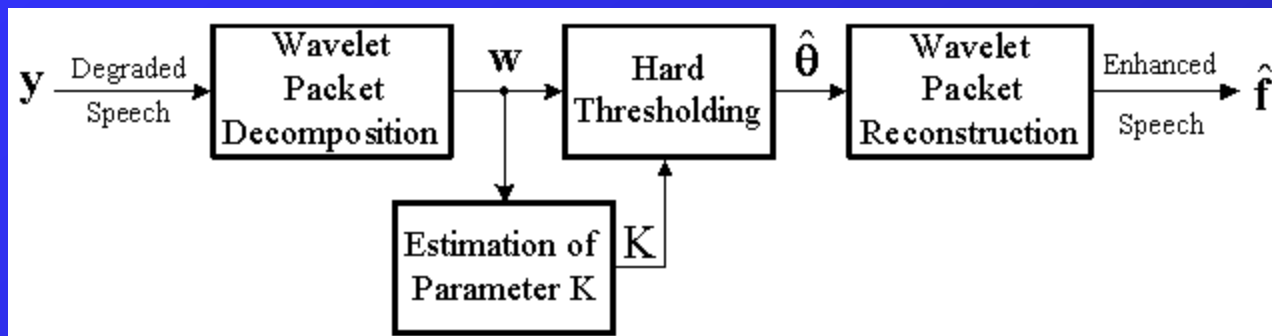 y
Degraded
Speech
Wavelet
Packet
Decomposition
w
Hard
Thresholding
θ̂
Wavelet
Packet
Reconstruction
Enhanced
Speech
f̂
Estimation of
Parameter K
K